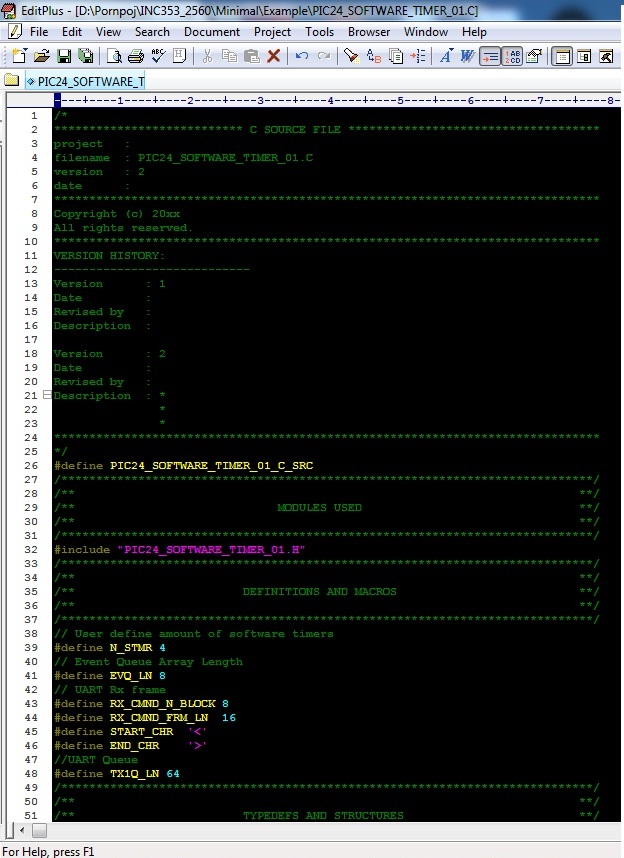 EditPlus - [D:\Pornpoj\INC353_2560\Minimal\Example\PIC24_SOFTWARE_TIMER_01.C]
File Edit View Search Document Project Tools Browser Window Help
PIC24_SOFTWARE_T
----+----1----+----2----+----3----+----4----+----5----+----6----+----7----+----8-
1 /*
2 *************************** C SOURCE FILE ************************************
3 project :
4 filename : PIC24_SOFTWARE_TIMER_01.C
5 version : 2
6 date :
7 ******************************************************************************
8 Copyright (c) 20xx
9 All rights reserved.
10 ******************************************************************************
11 VERSION HISTORY:
12 ----------------------------
13 Version : 1
14 Date :
15 Revised by :
16 Description :
17
18 Version : 2
19 Date :
20 Revised by :
21 Description : *
22 *
23 *
24 ******************************************************************************
25 */
26 #define PIC24_SOFTWARE_TIMER_01_C_SRC
27 /****************************************************************************/
28 /** **/
29 /** MODULES USED **/
30 /** **/
31 /****************************************************************************/
32 #include "PIC24_SOFTWARE_TIMER_01.H"
33 /****************************************************************************/
34 /** **/
35 /** DEFINITIONS AND MACROS **/
36 /** **/
37 /****************************************************************************/
38 // User define amount of software timers
39 #define N_STMR 4
40 // Event Queue Array Length
41 #define EVQ_LN 8
42 // UART Rx frame
43 #define RX_CMND_N_BLOCK 8
44 #define RX_CMND_FRM_LN 16
45 #define START_CHR '<'
46 #define END_CHR '>'
47 //UART Queue
48 #define TX1Q_LN 64
49 /****************************************************************************/
50 /** **/
51 /** TYPEDEFS AND STRUCTURES **/
For Help, press F1